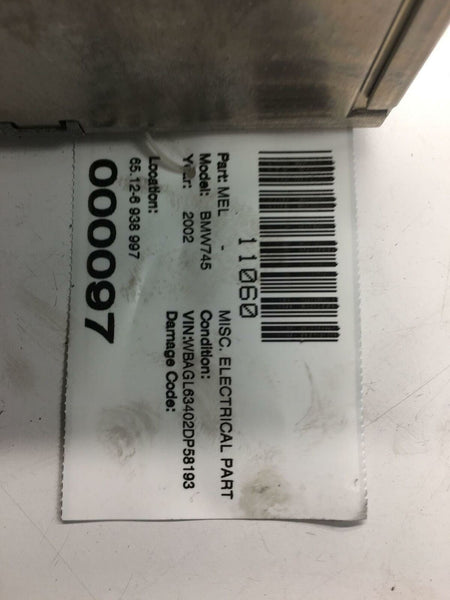 11060
Part: MEL - MISC. ELECTRICAL PART
Model: BMW745 Condition:
Year: 2002 VIN:WBAGL63402DP58193
Damage Code:
Location:
65.12-6 938 997
000097